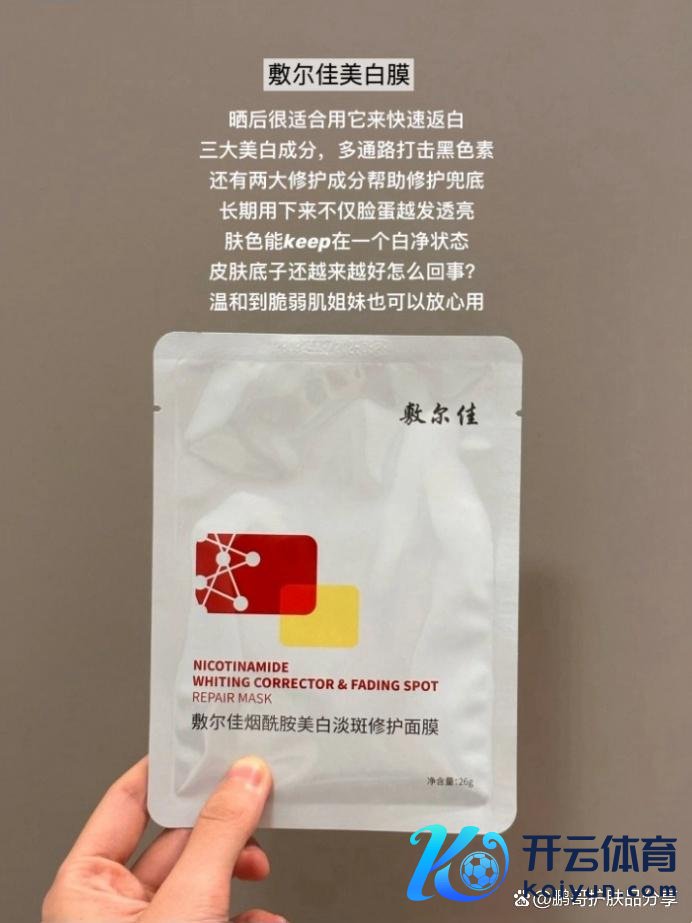 敷尔佳美白膜
晒后很适合用它来快速返白
三大美白成分，多通路打击黑色素
还有两大修护成分帮助修护兜底
长期用下来不仅脸蛋越发透亮
肤色能keep在一个白净状态
皮肤底子还越来越好怎么回事？
温和到脆弱肌姐妹也可以放心用
敷尔佳
NICOTINAMIDE
WHITING CORRECTOR & FADING SPOT
REPAIR MASK
敷尔佳烟酰胺美白淡斑修护面膜
净含量：26g
开云体育
kaiyun.com
@鹏哥护肤品分享